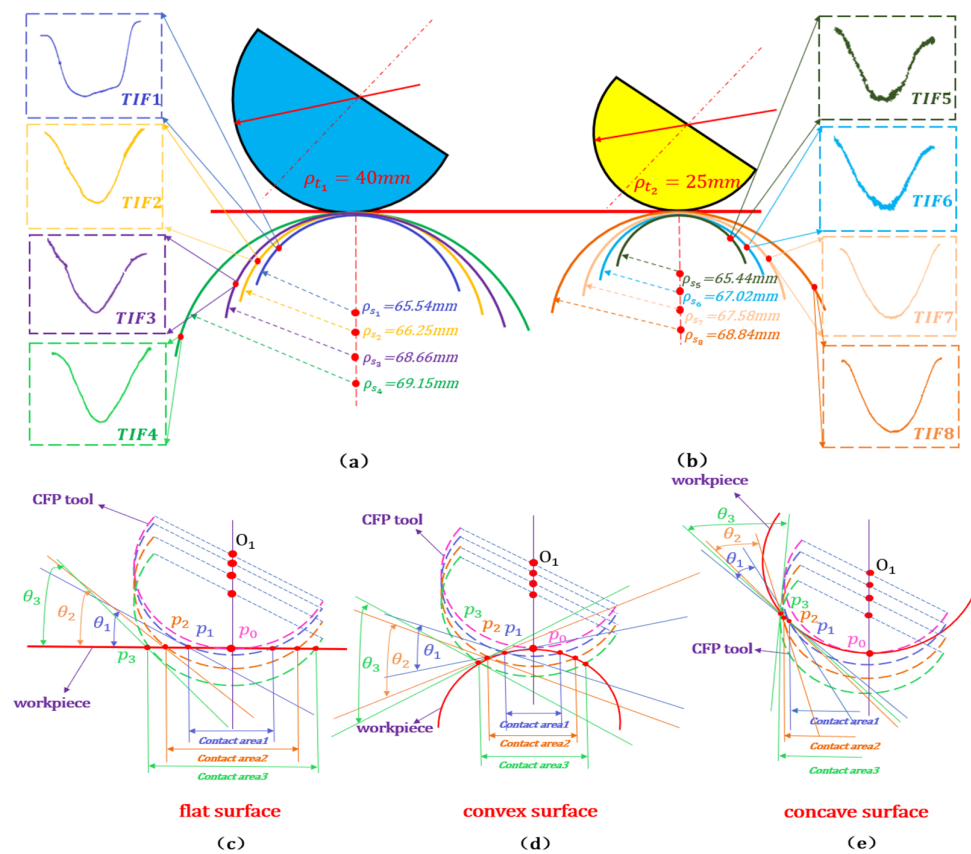 TIF1
TIF2
TIF3
TIF4
ρₜ₁ = 40mm
ρₛ₁=65.54mm
ρₛ₂=66.25mm
ρₛ₃=68.66mm
ρₛ₄=69.15mm
(a)
ρₜ₂ = 25mm
ρₛ₅=65.44mm
ρₛ₆=67.02mm
ρₛ₇=67.58mm
ρₛ₈=68.84mm
(b)
TIF5
TIF6
TIF7
TIF8
CFP tool
O₁
θ₃
θ₂
θ₁
p₃
p₂
p₁
p₀
workpiece
Contact area1
Contact area2
Contact area3
flat surface
(c)
CFP tool
O₁
p₃
p₂
p₁
p₀
θ₃
θ₂
θ₁
workpiece
Contact area1
Contact area2
Contact area3
convex surface
(d)
workpiece
θ₃
θ₂
θ₁
O₁
p₃
p₂
p₁
p₀
CFP tool
Contact area1
Contact area2
Contact area3
concave surface
(e)